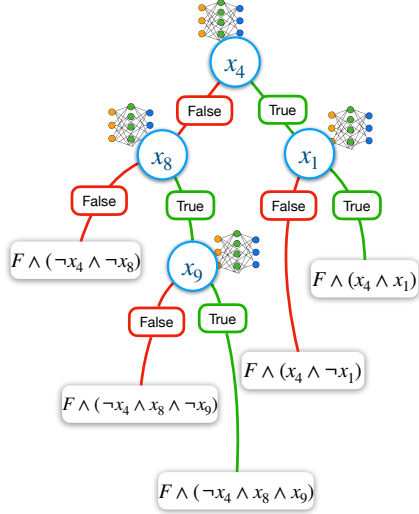 x₄
False
True
x₈
x₁
False
True
False
True
F ∧ (¬x₄ ∧ ¬x₈)
x₉
F ∧ (x₄ ∧ x₁)
False
True
F ∧ (x₄ ∧ ¬x₁)
F ∧ (¬x₄ ∧ x₈ ∧ ¬x₉)
F ∧ (¬x₄ ∧ x₈ ∧ x₉)